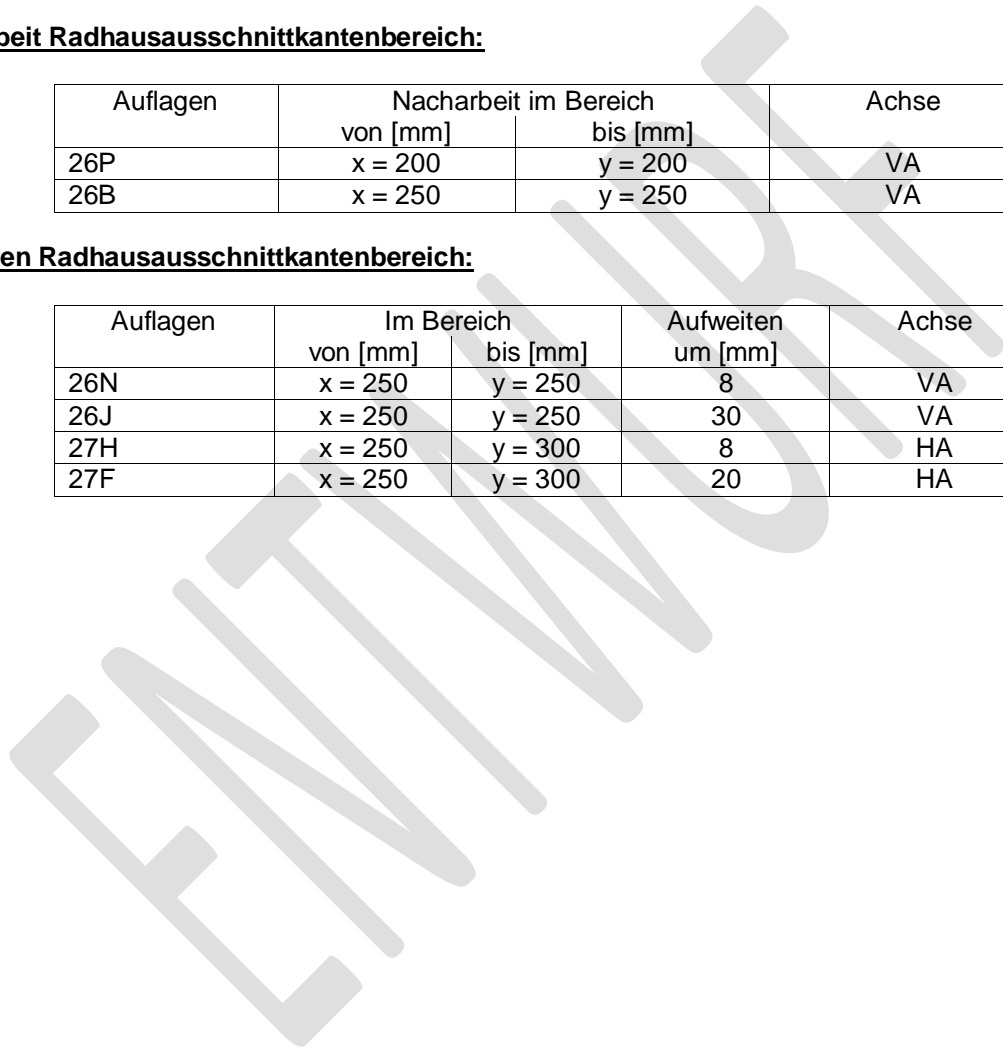 beit Radhausausschnittkantenbereich:
Auflagen Nacharbeit im Bereich Achse
von [mm] bis [mm]
26P x = 200 y = 200 VA
26B x = 250 y = 250 VA
en Radhausausschnittkantenbereich:
Auflagen Im Bereich Aufweiten Achse
von [mm] bis [mm] um [mm]
26N x = 250 y = 250 8 VA
26J x = 250 y = 250 30 VA
27H x = 250 y = 300 8 HA
27F x = 250 y = 300 20 HA
ENTWURF